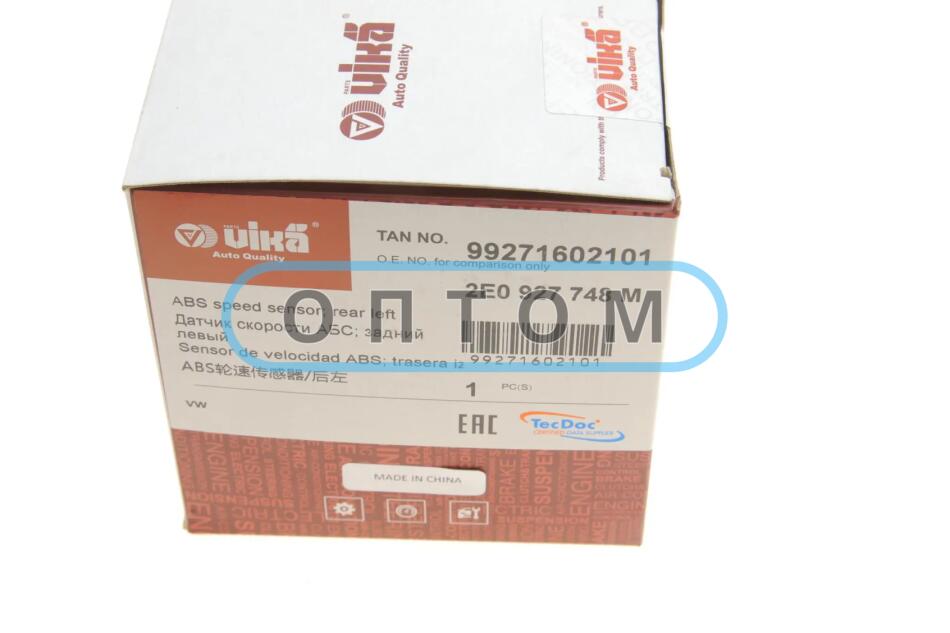 PARTS
vika®
Auto Quality
PARTS
vika
Auto Quality
Products comply with
PARTS
vika®
Auto Quality
TAN NO. 99271602101
O.E. NO. for comparison only
2E0 927 748 M
ABS speed sensor; rear left
Датчик скорости АБС; задний
левый
Sensor de velocidad ABS; trasera iz
99271602101
ABS轮速传感器/后左
1 PC(S)
VW
EAC
TecDoc
CERTIFIED DATA SUPPLIER
MADE IN CHINA
ENGINE
BRAKE
SUSPENSION
ОПТОМ